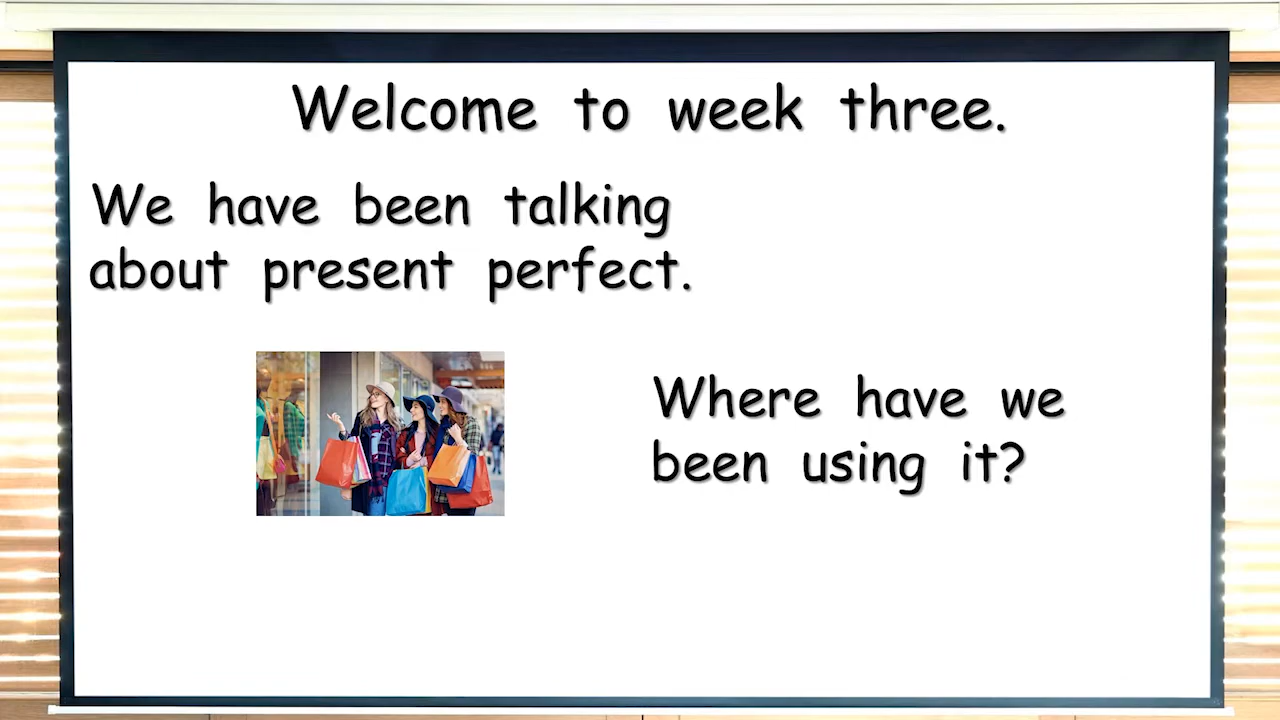 Welcome to week three.
We have been talking
about present perfect.
Where have we
been using it?